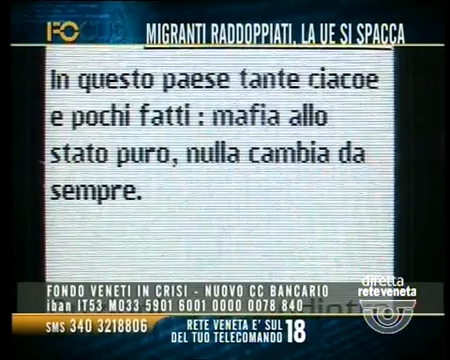 FOCUS
MIGRANTI RADDOPPIATI, LA UE SI SPACCA
In questo paese tante ciacoe
e pochi fatti : mafia allo
stato puro, nulla cambia da
sempre.
diretta
reteveneta
FONDO VENETI IN CRISI - NUOVO CC BANCARIO
iban IT53 M033 5901 6001 0000 0078 840
SMS 340 3218806
RETE VENETA E' SUL
DEL TUO TELECOMANDO 18